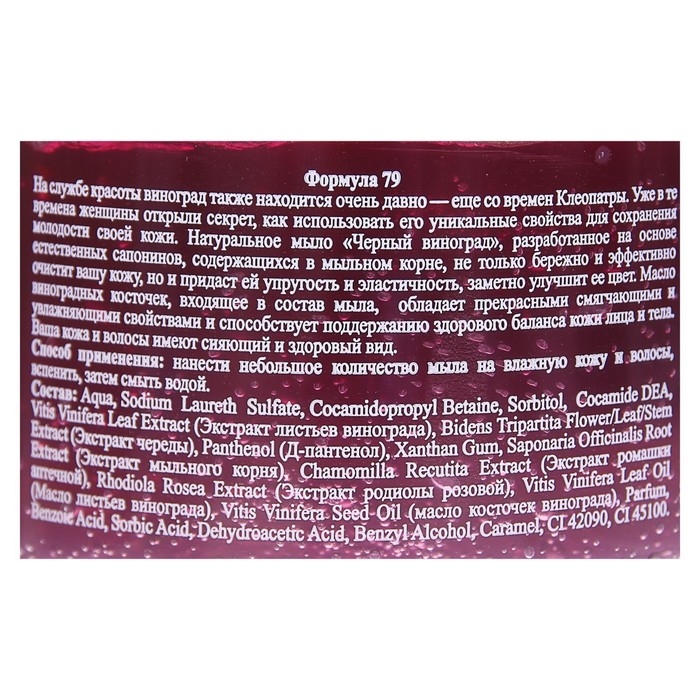 Формула 79
На службе красоты виноград также находится очень давно — еще со времен Клеопатры. Уже в те
времена женщины открыли секрет, как использовать его уникальные свойства для сохранения
молодости своей кожи. Натуральное мыло «Черный виноград», разработанное на основе
естественных сапонинов, содержащихся в мыльном корне, не только бережно и эффективно
очистит вашу кожу, но и придаст ей упругость и эластичность, заметно улучшит ее цвет. Масло
виноградных косточек, входящее в состав мыла, обладает прекрасными смягчающими и
увлажняющими свойствами и способствует поддержанию здорового баланса кожи лица и тела.
Ваша кожа и волосы имеют сияющий и здоровый вид.
Способ применения: нанести небольшое количество мыла на влажную кожу и волосы,
вспенить, затем смыть водой.
Состав: Aqua, Sodium Laureth Sulfate, Cocamidopropyl Betaine, Sorbitol, Cocamide DEA,
Vitis Vinifera Leaf Extract (Экстракт листьев винограда), Bidens Tripartita Flower/Leaf/Stem
Extract (Экстракт череды), Panthenol (Д-пантенол), Xanthan Gum, Saponaria Officinalis Root
Extract (Экстракт мыльного корня), Chamomilla Recutita Extract (Экстракт ромашки
аптечной), Rhodiola Rosea Extract (Экстракт родиолы розовой), Vitis Vinifera Leaf Oil
(Масло листьев винограда), Vitis Vinifera Seed Oil (масло косточек винограда), Parfum,
Benzoic Acid, Sorbic Acid, Dehydroacetic Acid, Benzyl Alcohol, Caramel, CI 42090, CI 45100.